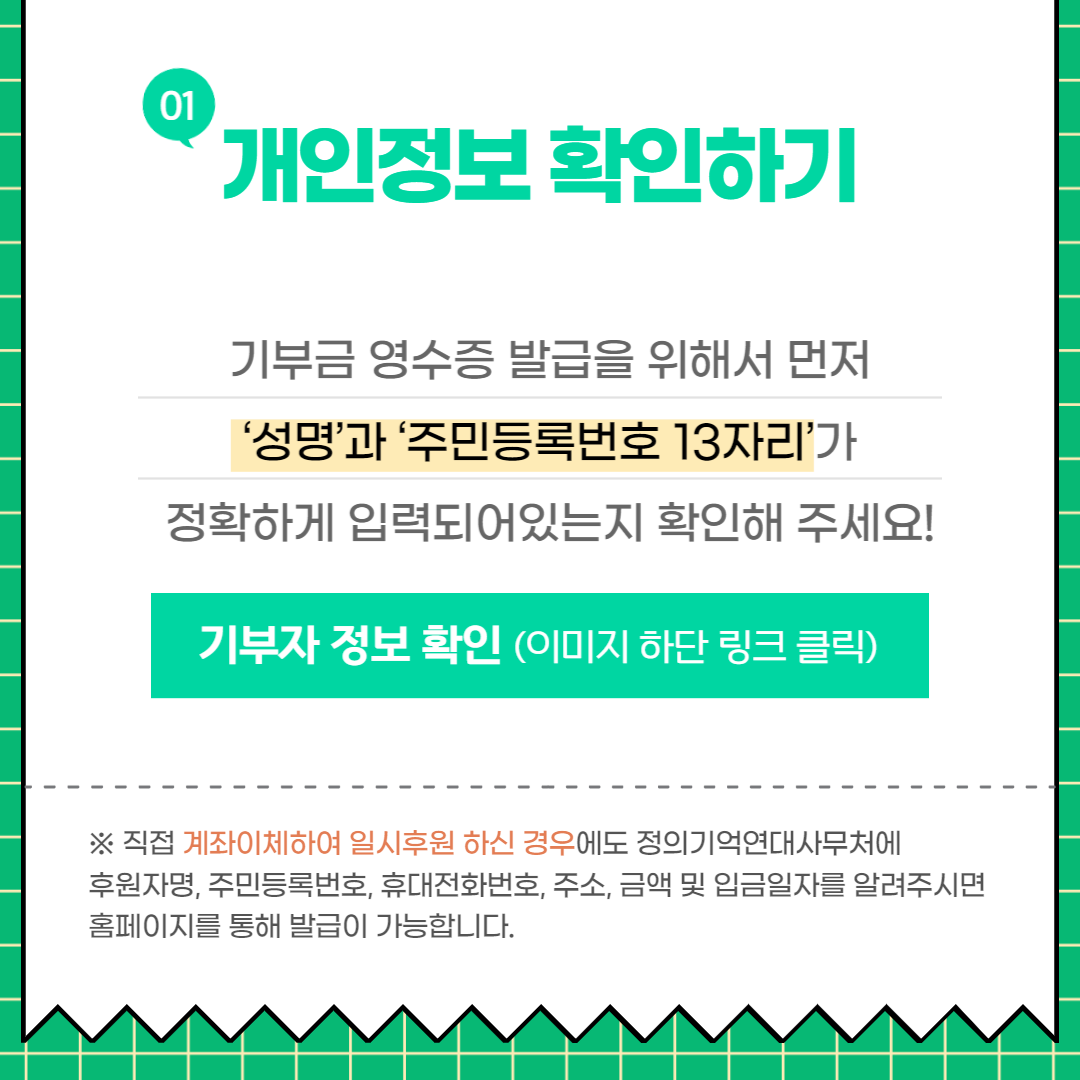 01
개인정보 확인하기
기부금 영수증 발급을 위해서 먼저
‘성명’과 ‘주민등록번호 13자리’가
정확하게 입력되어있는지 확인해 주세요!
기부자 정보 확인 (이미지 하단 링크 클릭)
※ 직접 계좌이체하여 일시후원 하신 경우에도 정의기억연대사무처에
후원자명, 주민등록번호, 휴대전화번호, 주소, 금액 및 입금일자를 알려주시면
홈페이지를 통해 발급이 가능합니다.